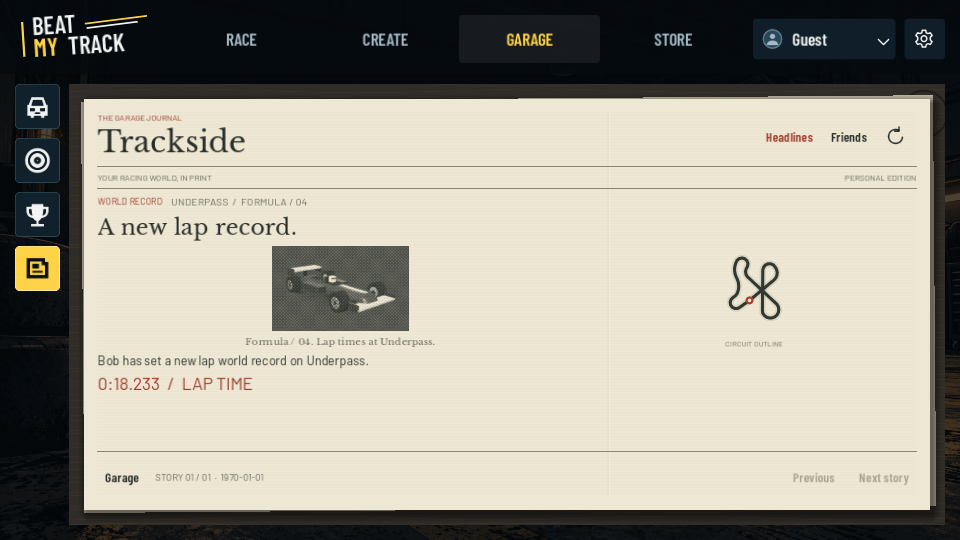 BEAT
MY TRACK
RACE
CREATE
GARAGE
STORE
Guest
THE GARAGE JOURNAL
Trackside
Headlines
Friends
YOUR RACING WORLD, IN PRINT
PERSONAL EDITION
WORLD RECORD UNDERPASS / FORMULA / 04
A new lap record.
Formula / 04. Lap times at Underpass.
CIRCUIT OUTLINE
Bob has set a new lap world record on Underpass.
0:18.233 / LAP TIME
Garage
STORY 01 / 01 · 1970-01-01
Previous
Next story